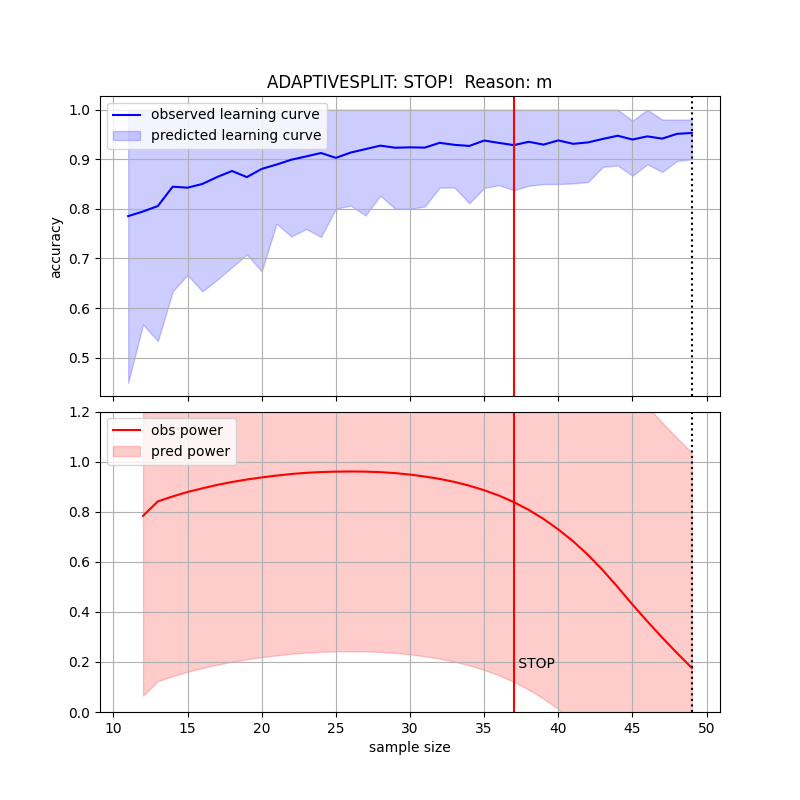 ADAPTIVESPLIT: STOP!  Reason: m
1.0
0.9
0.8
0.7
0.6
0.5
accuracy
observed learning curve
predicted learning curve
1.2
1.0
0.8
0.6
0.4
0.2
0.0
obs power
pred power
STOP
10 15 20 25 30 35 40 45 50
sample size